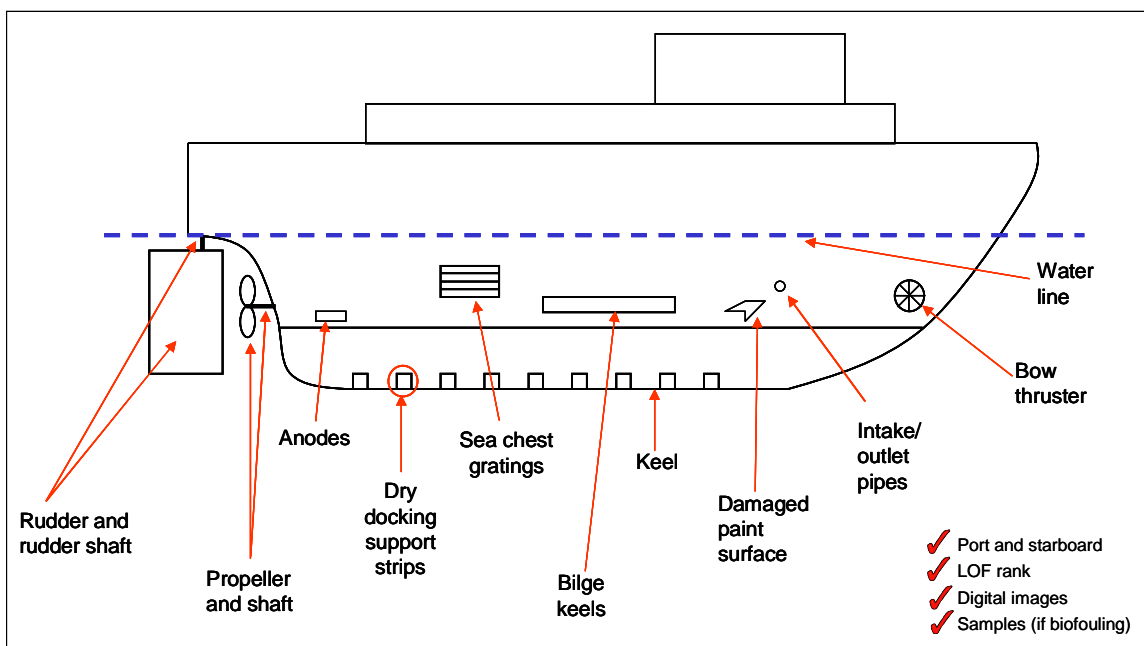 Water
line
Bow
thruster
Anodes
Sea chest
gratings
Keel
Intake/
outlet
pipes
Dry
docking
support
strips
Damaged
paint
surface
Rudder and
rudder shaft
Propeller
and shaft
Bilge
keels
Port and starboard
LOF rank
Digital images
Samples (if biofouling)